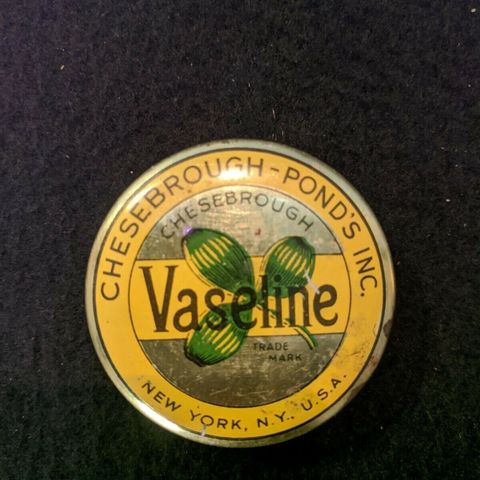 CHESEBROUGH-POND'S INC.
CHESEBROUGH
Vaseline
TRADE
MARK
NEW YORK, N.Y., U.S.A.